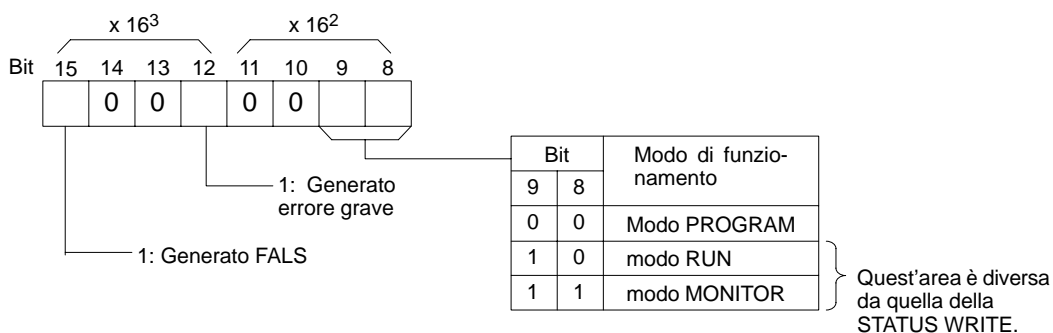 x 16³ x 16²
Bit 15 14 13 12 11 10 9 8
0 0 0 0
Bit Modo di funzio-
namento
9 8
0 0 Modo PROGRAM
1 0 modo RUN
1 1 modo MONITOR
1: Generato
errore grave
1: Generato FALS
Quest'area è diversa
da quella della
STATUS WRITE.